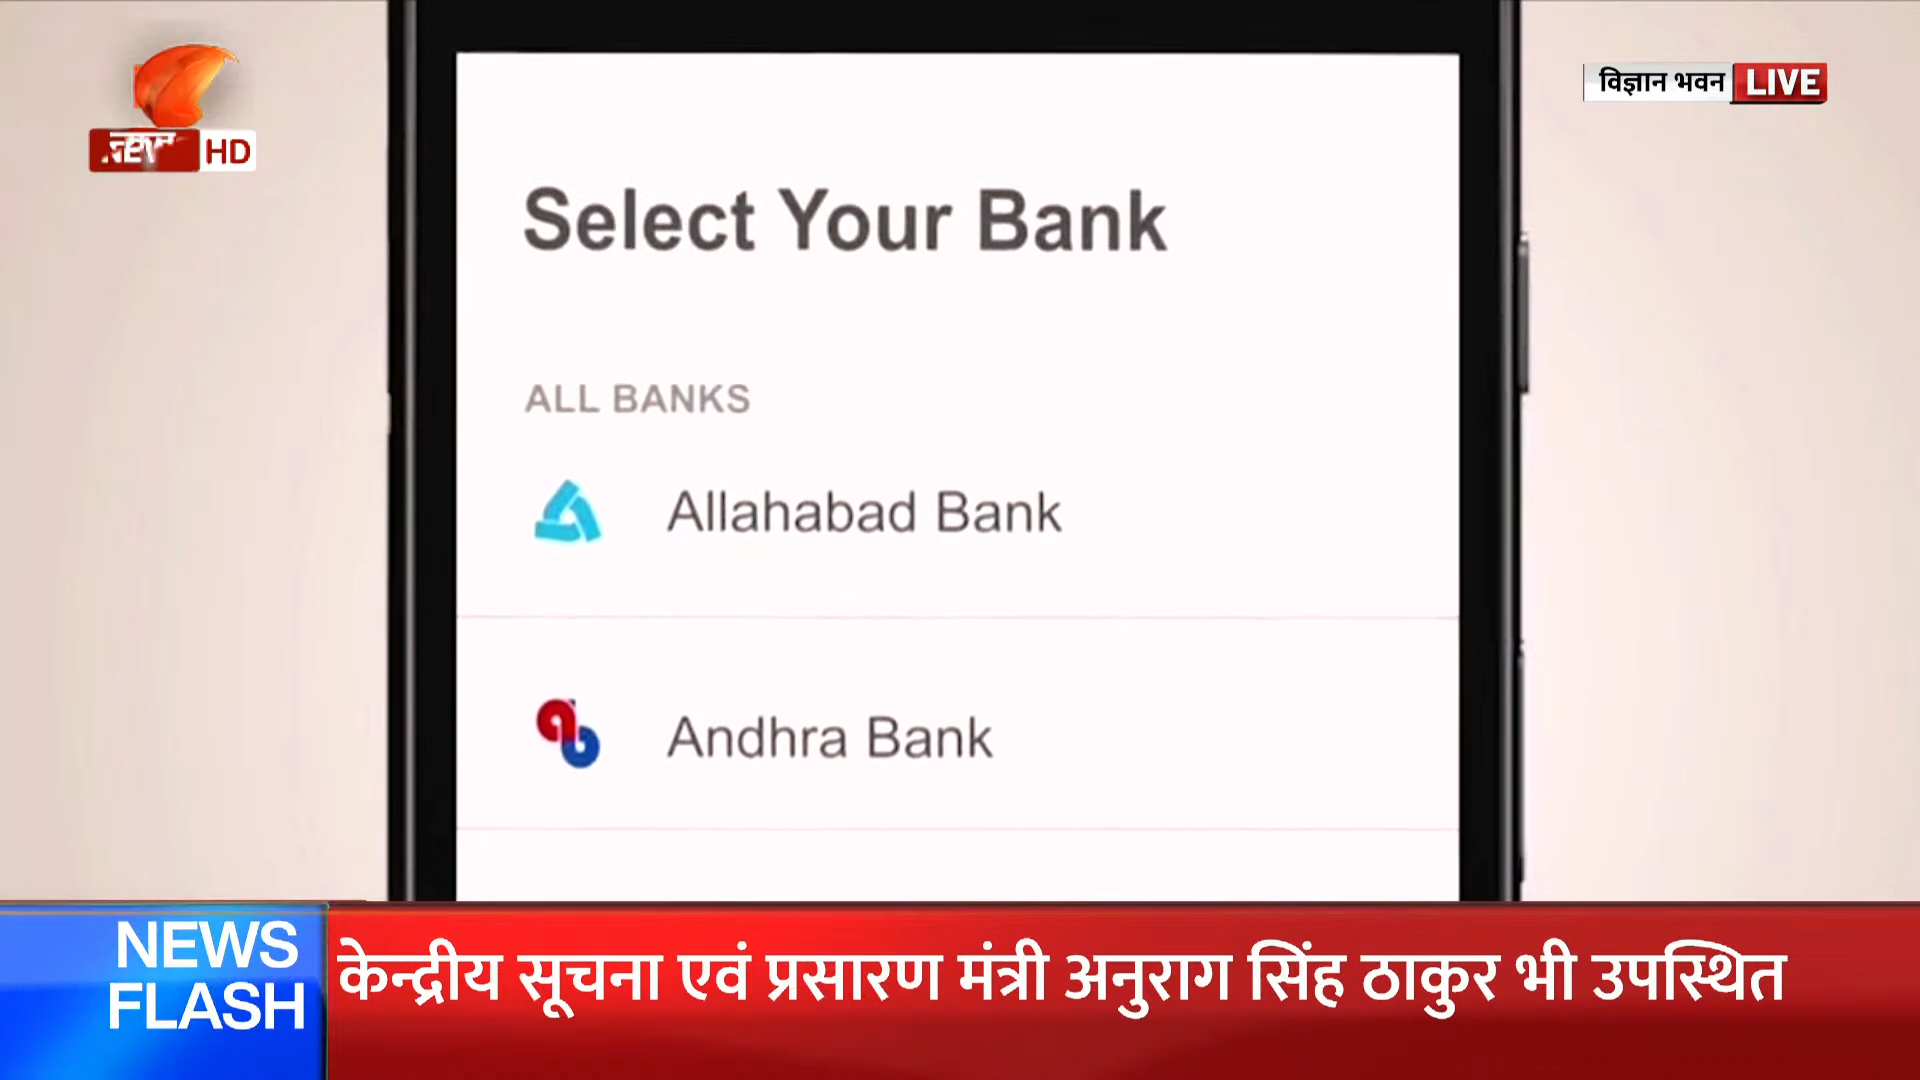 HD
विज्ञान भवन LIVE
Select Your Bank
ALL BANKS
Allahabad Bank
Andhra Bank
NEWS
FLASH
केन्द्रीय सूचना एवं प्रसारण मंत्री अनुराग सिंह ठाकुर भी उपस्थित